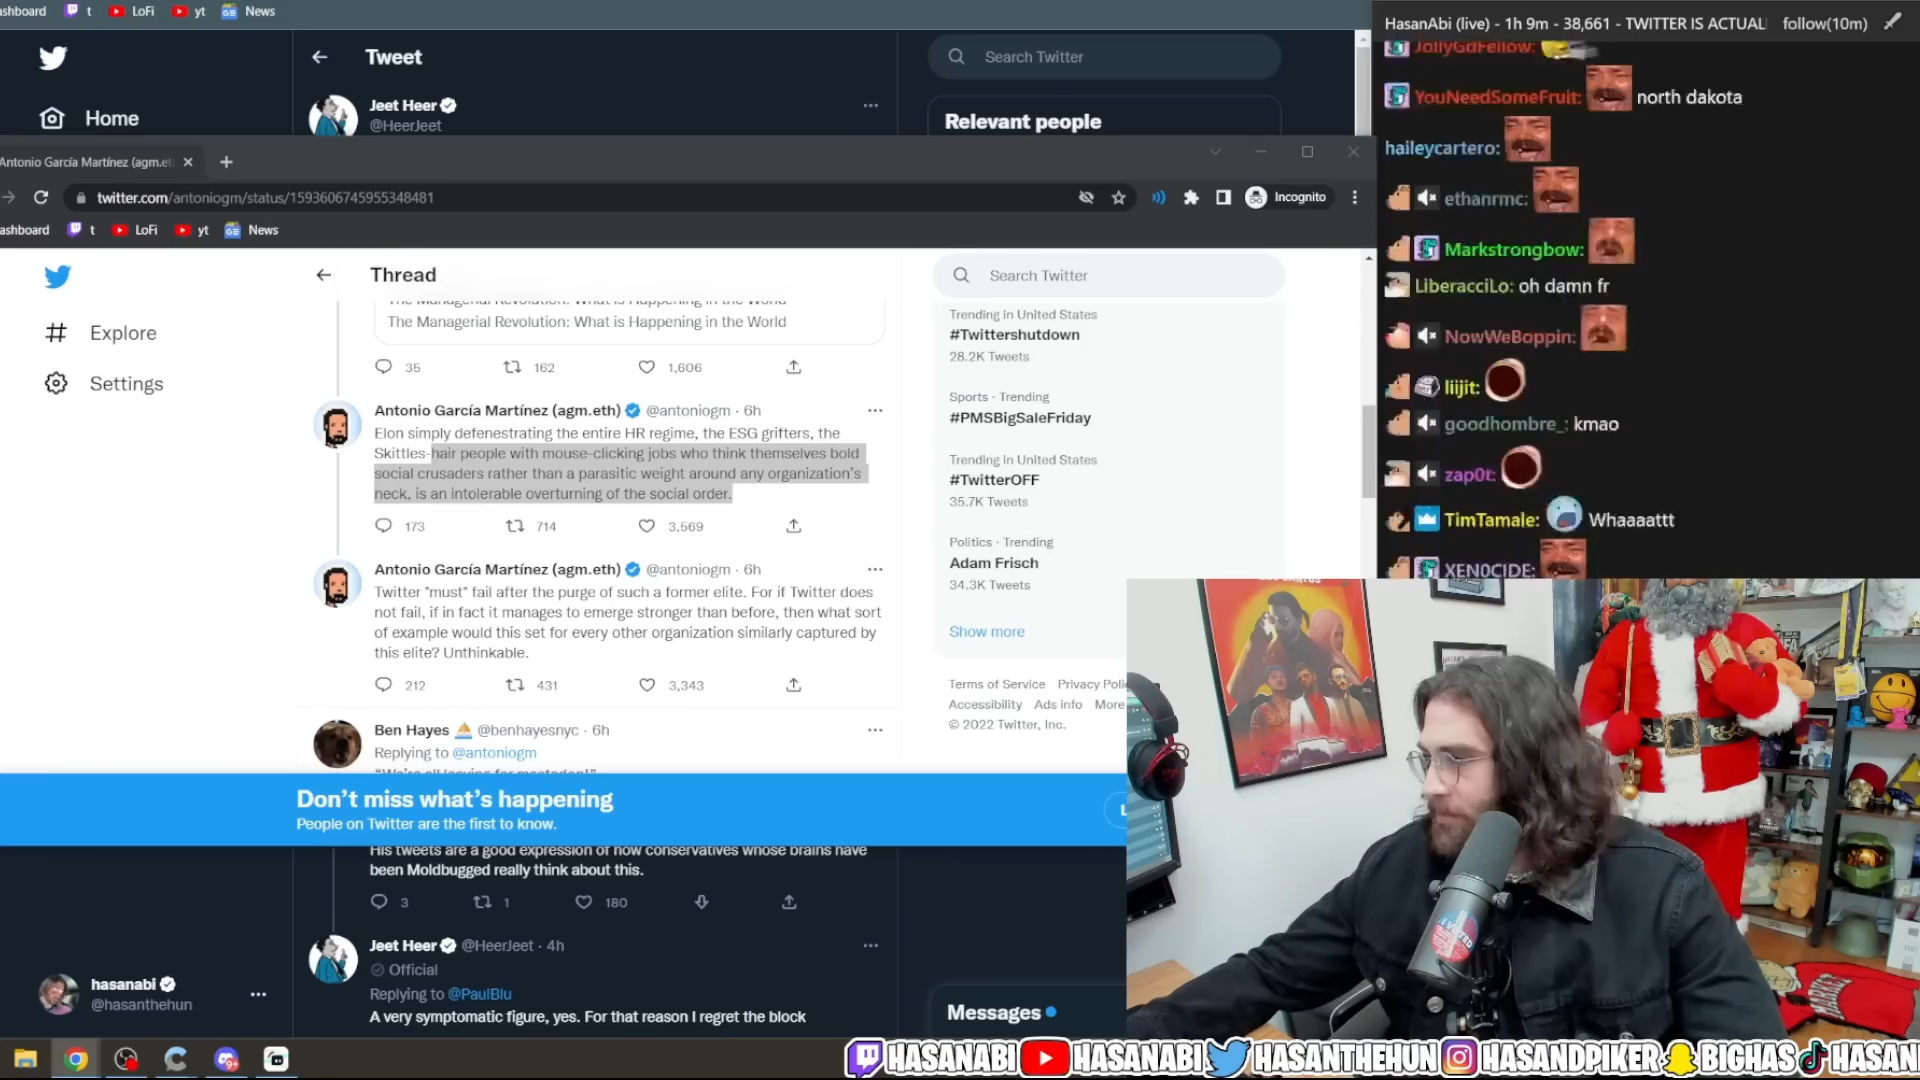 ashboard t LoFi yt News
Tweet
Search Twitter
Home
Jeet Heer
@HeerJeet
Relevant people
Antonio García Martínez (agm.et
twitter.com/antoniogm/status/1593606745955348481
Incognito
ashboard t LoFi yt News
Thread
Search Twitter
Explore
Settings
The Managerial Revolution: What is Happening in the World
The Managerial Revolution: What is Happening in the World
35 162 1,606
Antonio García Martínez (agm.eth) @antoniogm · 6h
Elon simply defenestrating the entire HR regime, the ESG grifters, the
Skittles-hair people with mouse-clicking jobs who think themselves bold
social crusaders rather than a parasitic weight around any organization's
neck, is an intolerable overturning of the social order.
173 714 3,569
Antonio García Martínez (agm.eth) @antoniogm · 6h
Twitter *must* fail after the purge of such a former elite. For if Twitter does
not fail, if in fact it manages to emerge stronger than before, then what sort
of example would this set for every other organization similarly captured by
this elite? Unthinkable.
212 431 3,343
Ben Hayes @benhayesnyc · 6h
Replying to @antoniogm
"We're all leaving for mastodon!"
Trending in United States
#Twittershutdown
28.2K Tweets
Sports · Trending
#PMSBigSaleFriday
Trending in United States
#TwitterOFF
35.7K Tweets
Politics · Trending
Adam Frisch
34.3K Tweets
Show more
Terms of Service Privacy Poli
Accessibility Ads info More
© 2022 Twitter, Inc.
Don't miss what's happening
People on Twitter are the first to know.
L
His tweets are a good expression of how conservatives whose brains have
been Moldbugged really think about this.
3 1 180
Jeet Heer @HeerJeet · 4h
Official
Replying to @PaulBlu
A very symptomatic figure, yes. For that reason I regret the block
hasanabi
@hasanthehun
Messages
HasanAbi (live) - 1h 9m - 38,661 - TWITTER IS ACTUAL follow(10m)
JollyGdFellow:
YouNeedSomeFruit: north dakota
haileycartero:
ethanrmc:
Markstrongbow:
LiberacciLo: oh damn fr
NowWeBoppin:
liijit:
goodhombre_: kmao
zap0t:
TimTamale: Whaaaattt
XEN0CIDE:
HASANABI HASANABI HASANTHEHUN HASANDPIKER BIGHAS HASAN